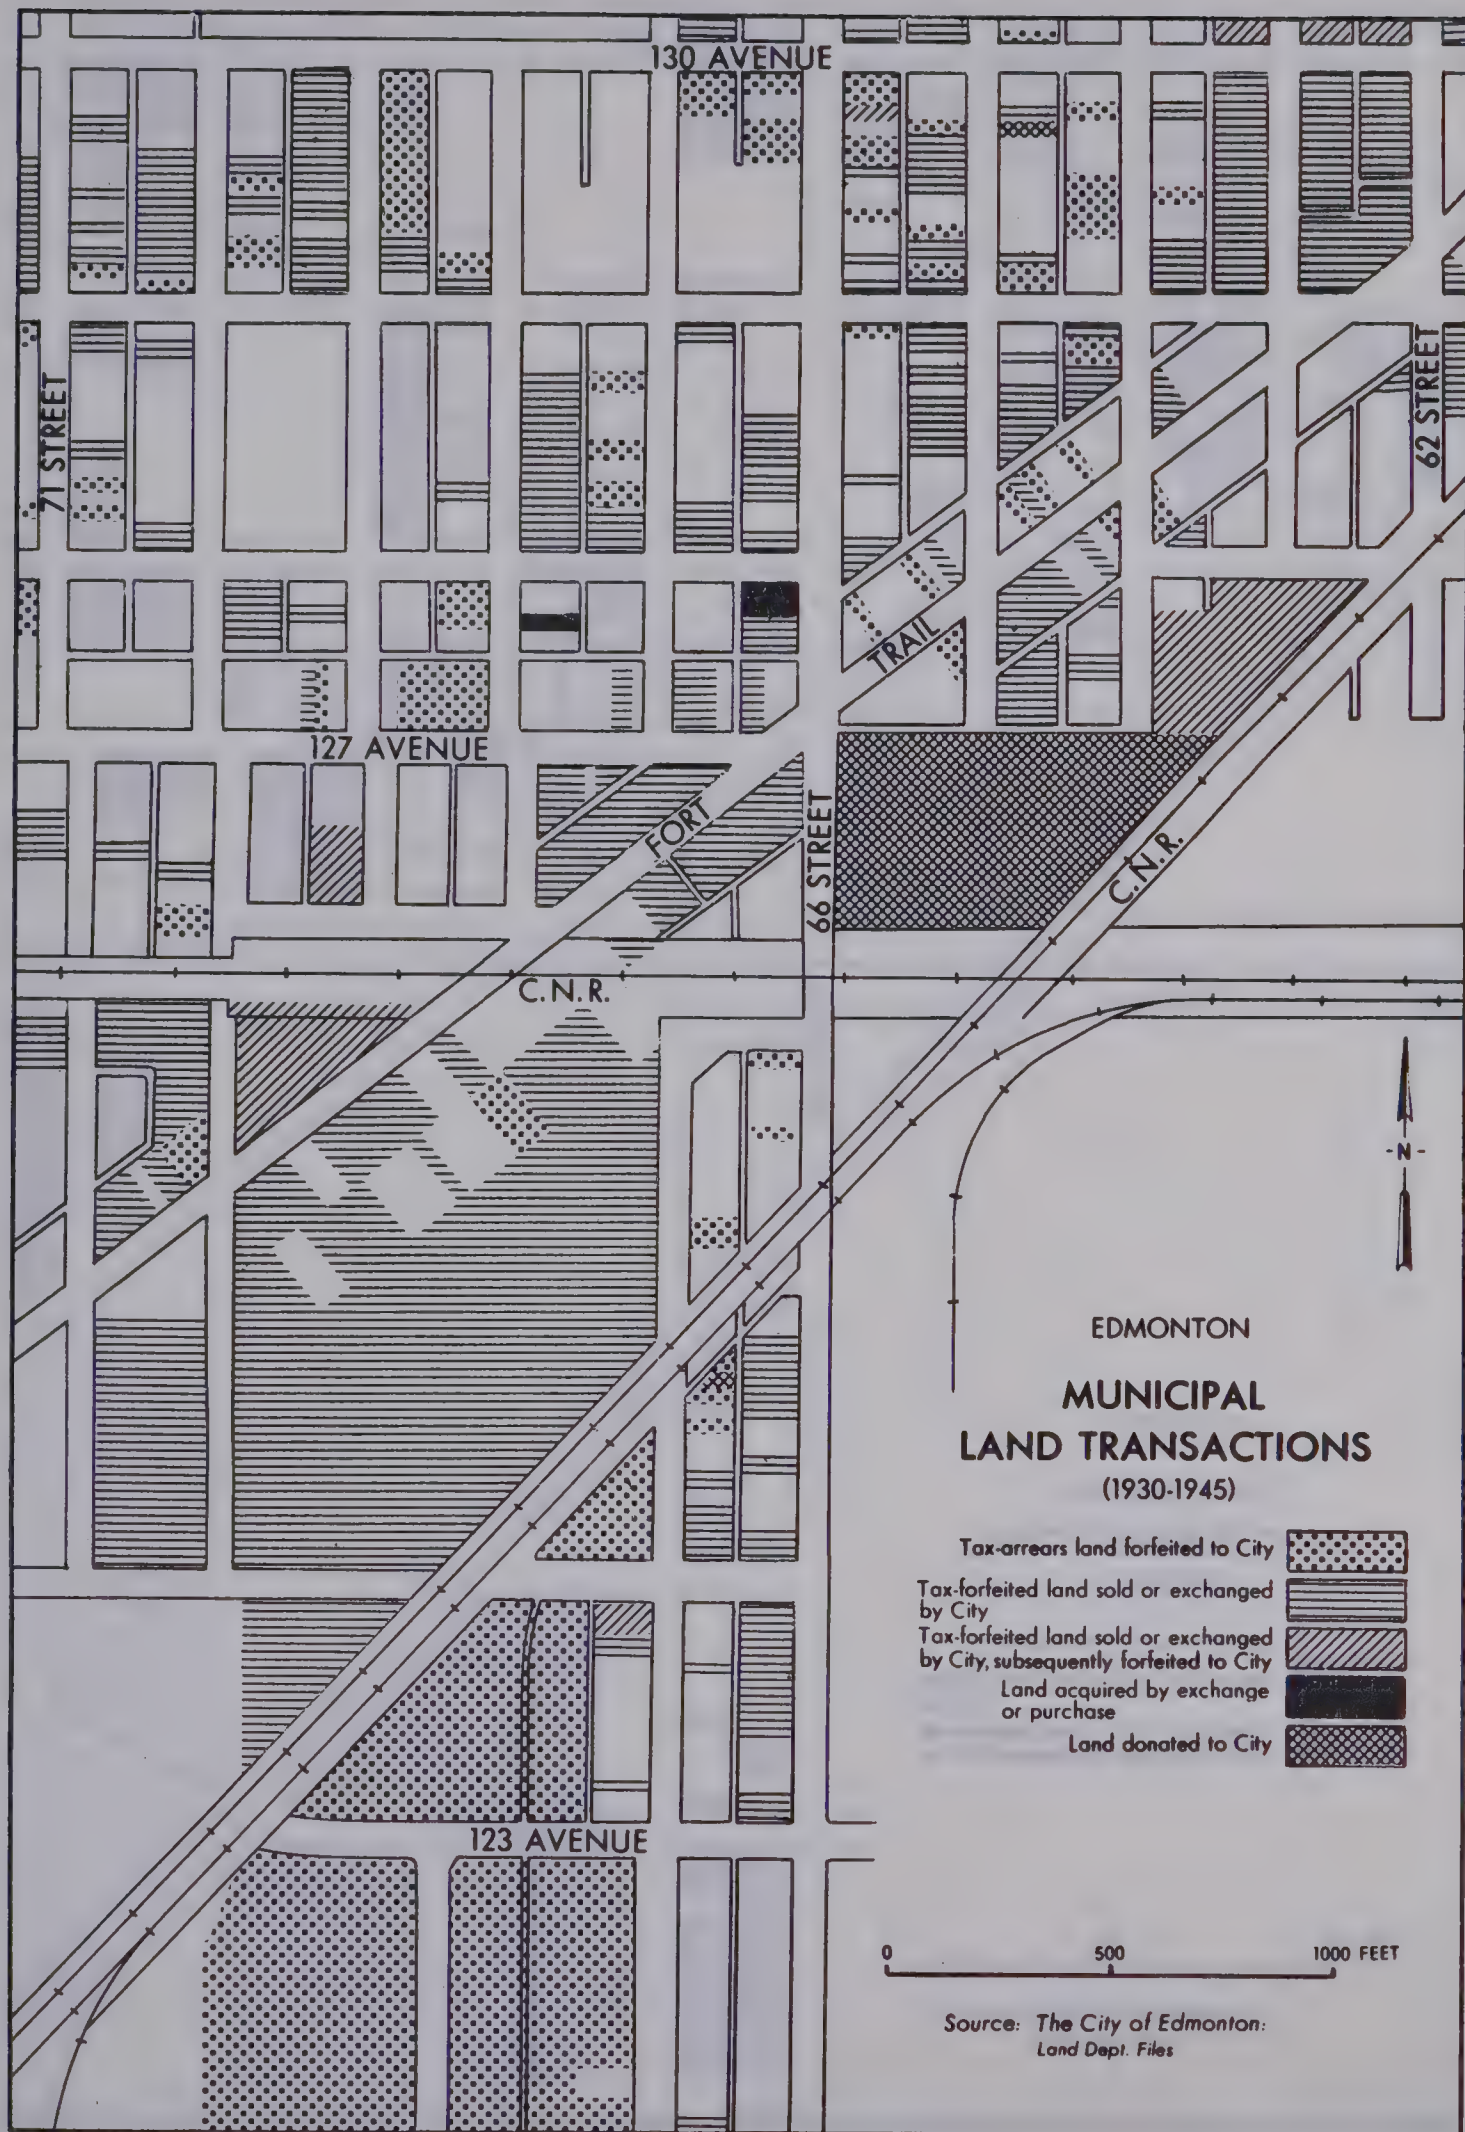 130 AVENUE
71 STREET
62 STREET
TRAIL
127 AVENUE
FORT
66 STREET
C.N.R.
C.N.R.
-N-
EDMONTON
MUNICIPAL
LAND TRANSACTIONS
(1930-1945)
Tax-arrears land forfeited to City
Tax-forfeited land sold or exchanged
by City
Tax-forfeited land sold or exchanged
by City, subsequently forfeited to City
Land acquired by exchange
or purchase
Land donated to City
123 AVENUE
0 500 1000 FEET
Source: The City of Edmonton:
Land Dept. Files